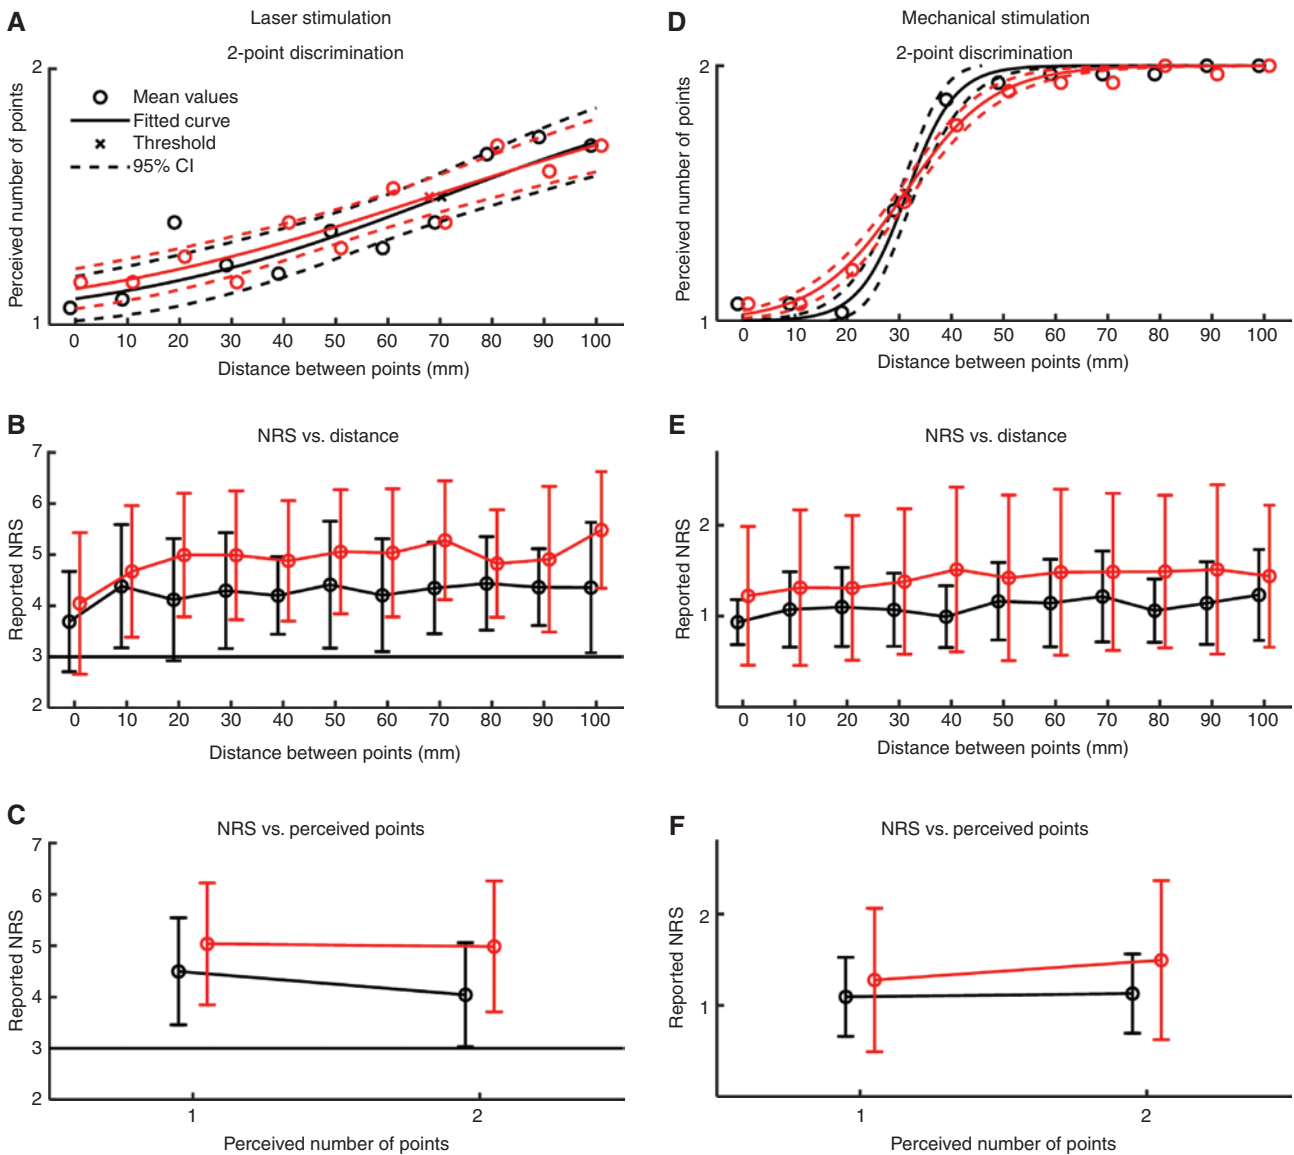 A
Laser stimulation
2-point discrimination
2
1
Perceived number of points
Mean values
Fitted curve
Threshold
95% CI
0 10 20 30 40 50 60 70 80 90 100
Distance between points (mm)
D
Mechanical stimulation
2-point discrimination
2
1
Perceived number of points
0 10 20 30 40 50 60 70 80 90 100
Distance between points (mm)
B
NRS vs. distance
7
6
5
4
3
2
Reported NRS
0 10 20 30 40 50 60 70 80 90 100
Distance between points (mm)
E
NRS vs. distance
2
1
Reported NRS
0 10 20 30 40 50 60 70 80 90 100
Distance between points (mm)
C
NRS vs. perceived points
7
6
5
4
3
2
Reported NRS
1 2
Perceived number of points
F
NRS vs. perceived points
2
1
Reported NRS
1 2
Perceived number of points